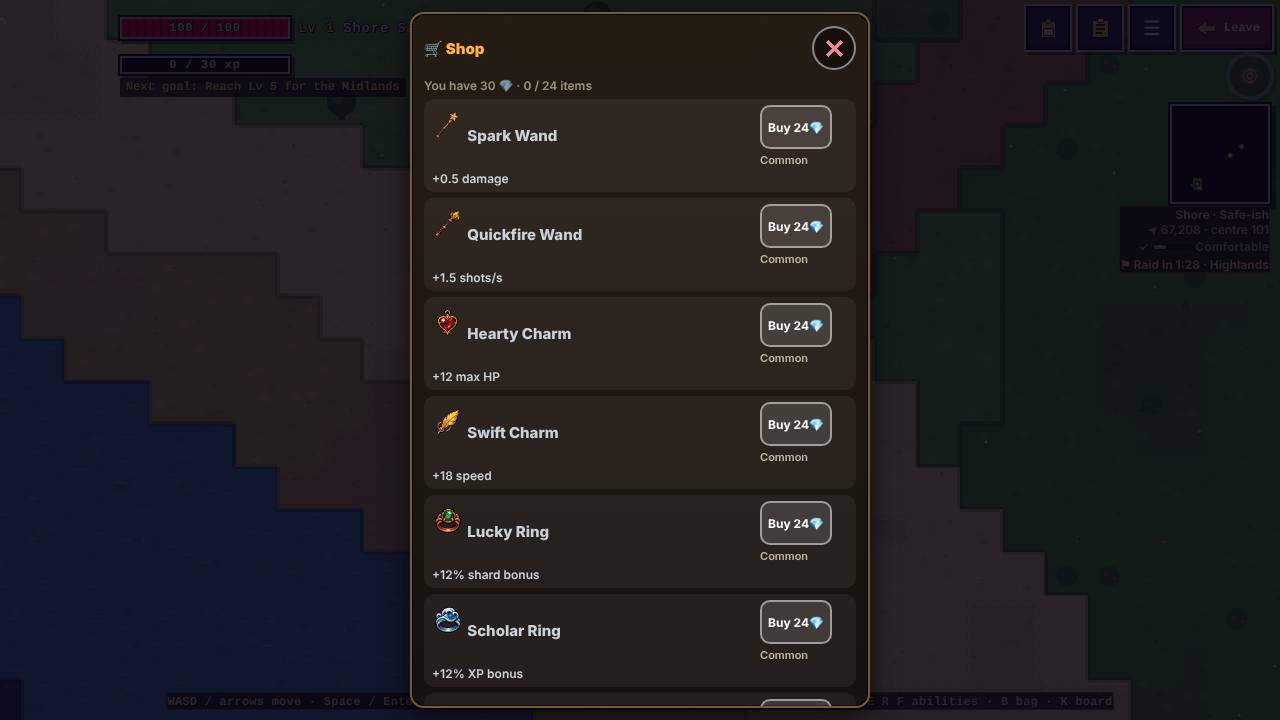 100 / 100
Lv 1 Shore S
0 / 30 xp
Next goal: Reach Lv 5 for the Midlands
Leave
Shop
You have 30 · 0 / 24 items
Spark Wand
Buy 24
Common
+0.5 damage
Quickfire Wand
Buy 24
Common
+1.5 shots/s
Hearty Charm
Buy 24
Common
+12 max HP
Swift Charm
Buy 24
Common
+18 speed
Lucky Ring
Buy 24
Common
+12% shard bonus
Scholar Ring
Buy 24
Common
+12% XP bonus
Shore · Safe-ish
67,208 · centre 101
Comfortable
Raid in 1:28 · Highlands
WASD / arrows move · Space / Ente
E R F abilities · B bag · K board